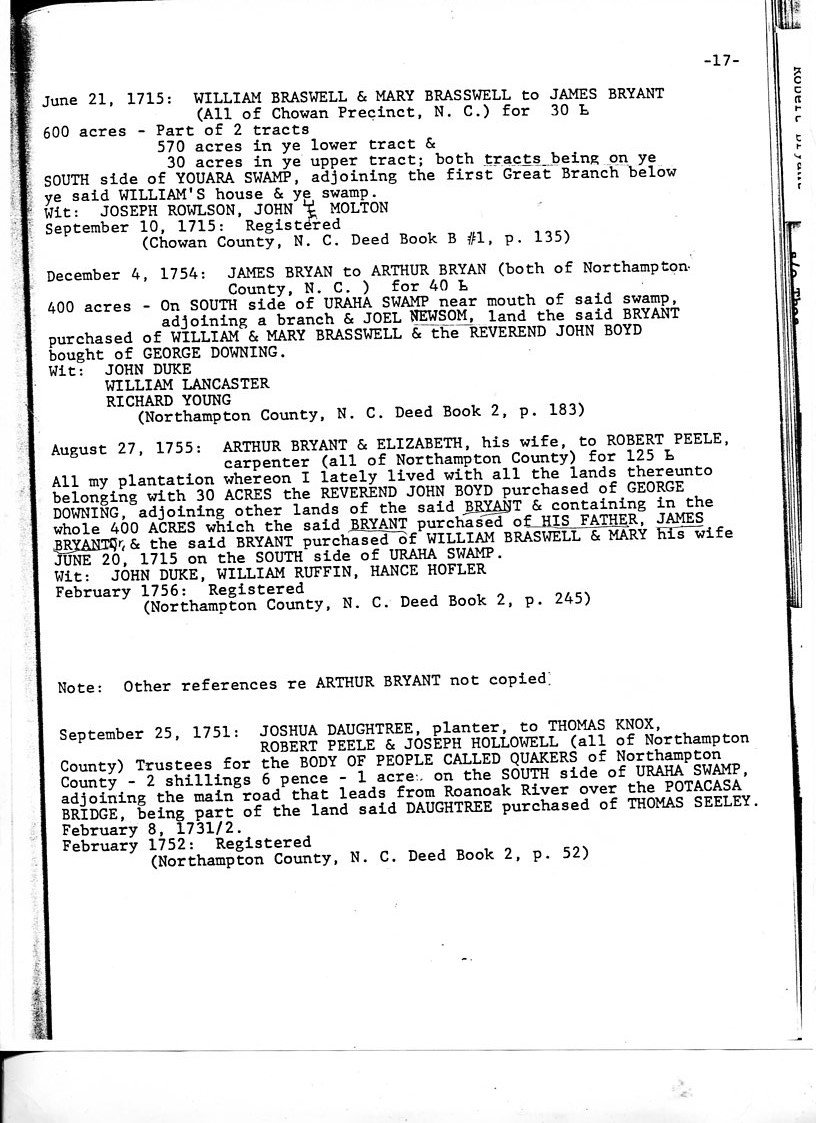 -17-
June 21, 1715: WILLIAM BRASWELL & MARY BRASSWELL to JAMES BRYANT
(All of Chowan Precinct, N. C.) for 30 Ł
600 acres - Part of 2 tracts
570 acres in ye lower tract &
30 acres in ye upper tract; both tracts being on ye
SOUTH side of YOUARA SWAMP, adjoining the first Great Branch below
ye said WILLIAM'S house & ye swamp.
Wit: JOSEPH ROWLSON, JOHN MOLTON
September 10, 1715: Registered
(Chowan County, N. C. Deed Book B #1, p. 135)
December 4, 1754: JAMES BRYAN to ARTHUR BRYAN (both of Northampton
County, N. C. ) for 40 Ł
400 acres - On SOUTH side of URAHA SWAMP near mouth of said swamp,
adjoining a branch & JOEL NEWSOM, land the said BRYANT
purchased of WILLIAM & MARY BRASSWELL & the REVEREND JOHN BOYD
bought of GEORGE DOWNING.
Wit: JOHN DUKE
WILLIAM LANCASTER
RICHARD YOUNG
(Northampton County, N. C. Deed Book 2, p. 183)
August 27, 1755: ARTHUR BRYANT & ELIZABETH, his wife, to ROBERT PEELE,
carpenter (all of Northampton County) for 125 Ł
All my plantation whereon I lately lived with all the lands thereunto
belonging with 30 ACRES the REVEREND JOHN BOYD purchased of GEORGE
DOWNING, adjoining other lands of the said BRYANT & containing in the
whole 400 ACRES which the said BRYANT purchased of HIS FATHER, JAMES
BRYANT & the said BRYANT purchased of WILLIAM BRASWELL & MARY his wife
JUNE 20, 1715 on the SOUTH side of URAHA SWAMP.
Wit: JOHN DUKE, WILLIAM RUFFIN, HANCE HOFLER
February 1756: Registered
(Northampton County, N. C. Deed Book 2, p. 245)
Note: Other references re ARTHUR BRYANT not copied.
September 25, 1751: JOSHUA DAUGHTREE, planter, to THOMAS KNOX,
ROBERT PEELE & JOSEPH HOLLOWELL (all of Northampton
County) Trustees for the BODY OF PEOPLE CALLED QUAKERS of Northampton
County - 2 shillings 6 pence - 1 acre on the SOUTH side of URAHA SWAMP,
adjoining the main road that leads from Roanoak River over the POTACASA
BRIDGE, being part of the land said DAUGHTREE purchased of THOMAS SEELEY.
February 8, 1731/2.
February 1752: Registered
(Northampton County, N. C. Deed Book 2, p. 52)